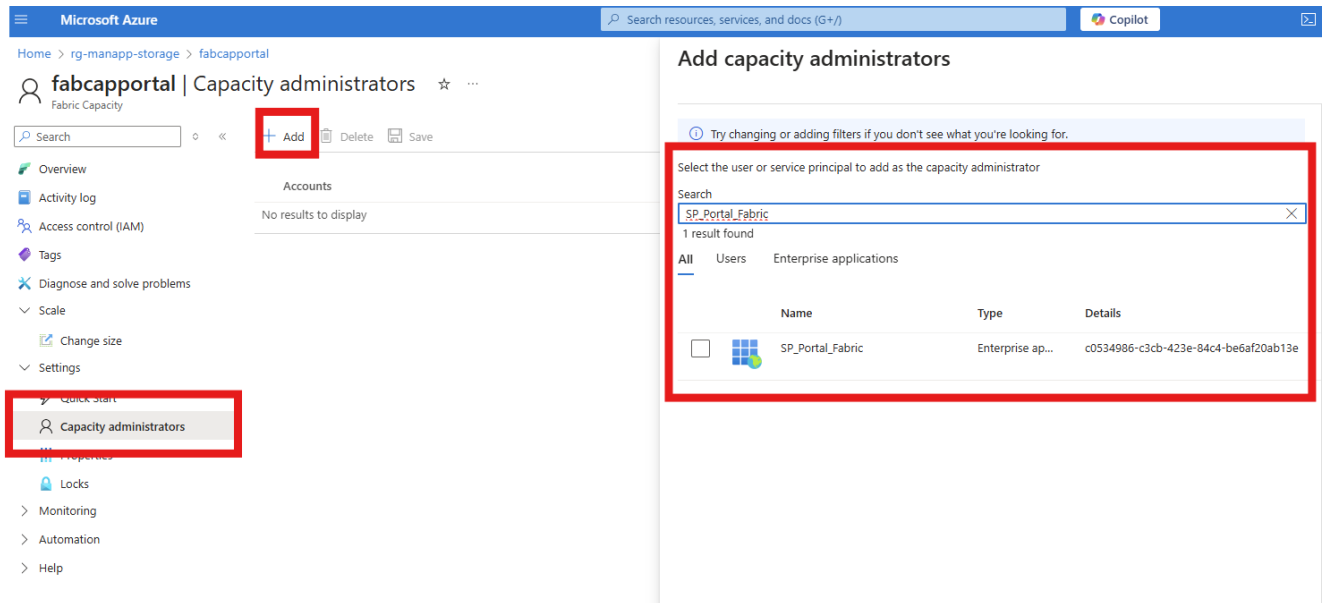 Microsoft Azure
Search resources, services, and docs (G+/)
Copilot
Home > rg-manapp-storage > fabcapportal
fabcapportal | Capacity administrators
Fabric Capacity
Search
Overview
Activity log
Access control (IAM)
Tags
Diagnose and solve problems
Scale
Change size
Settings
Quick Start
Capacity administrators
Properties
Locks
Monitoring
Automation
Help
Add Delete Save
Accounts
No results to display
Add capacity administrators
Try changing or adding filters if you don't see what you're looking for.
Select the user or service principal to add as the capacity administrator
Search
SP_Portal_Fabric
1 result found
All Users Enterprise applications
Name Type Details
SP_Portal_Fabric Enterprise ap... c0534986-c3cb-423e-84c4-be6af20ab13e